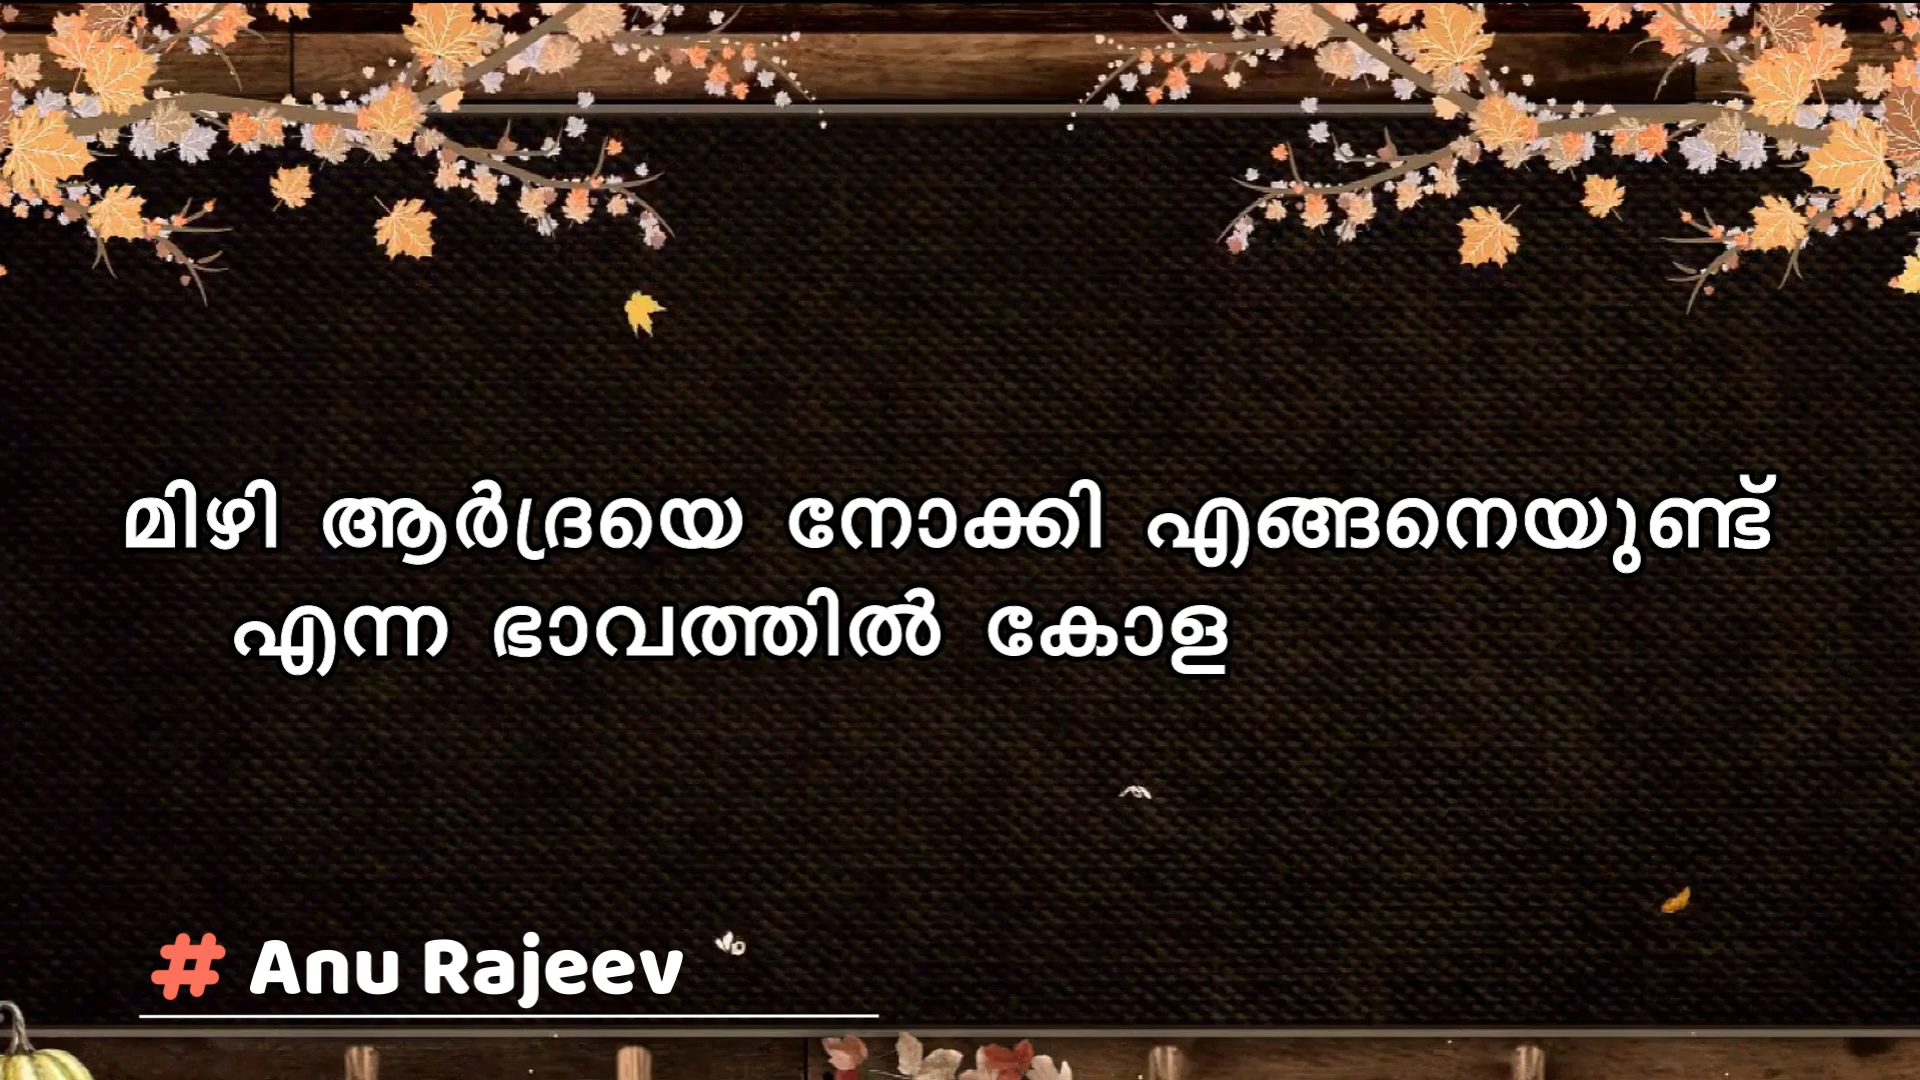 മിഴി ആർദ്രയെ നോക്കി എങ്ങനെയുണ്ട്
എന്ന ഭാവത്തിൽ കോള
# Anu Rajeev